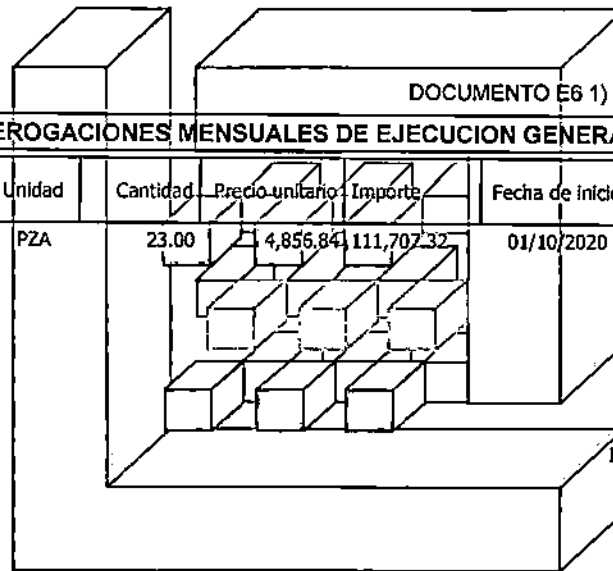 DOCUMENTO E6 1)
EROGACIONES MENSUALES DE EJECUCION GENERA
Unidad Cantidad Precio unitario Importe Fecha de inicio
PZA 23.00 4,856.84 111,707.32 01/10/2020
1